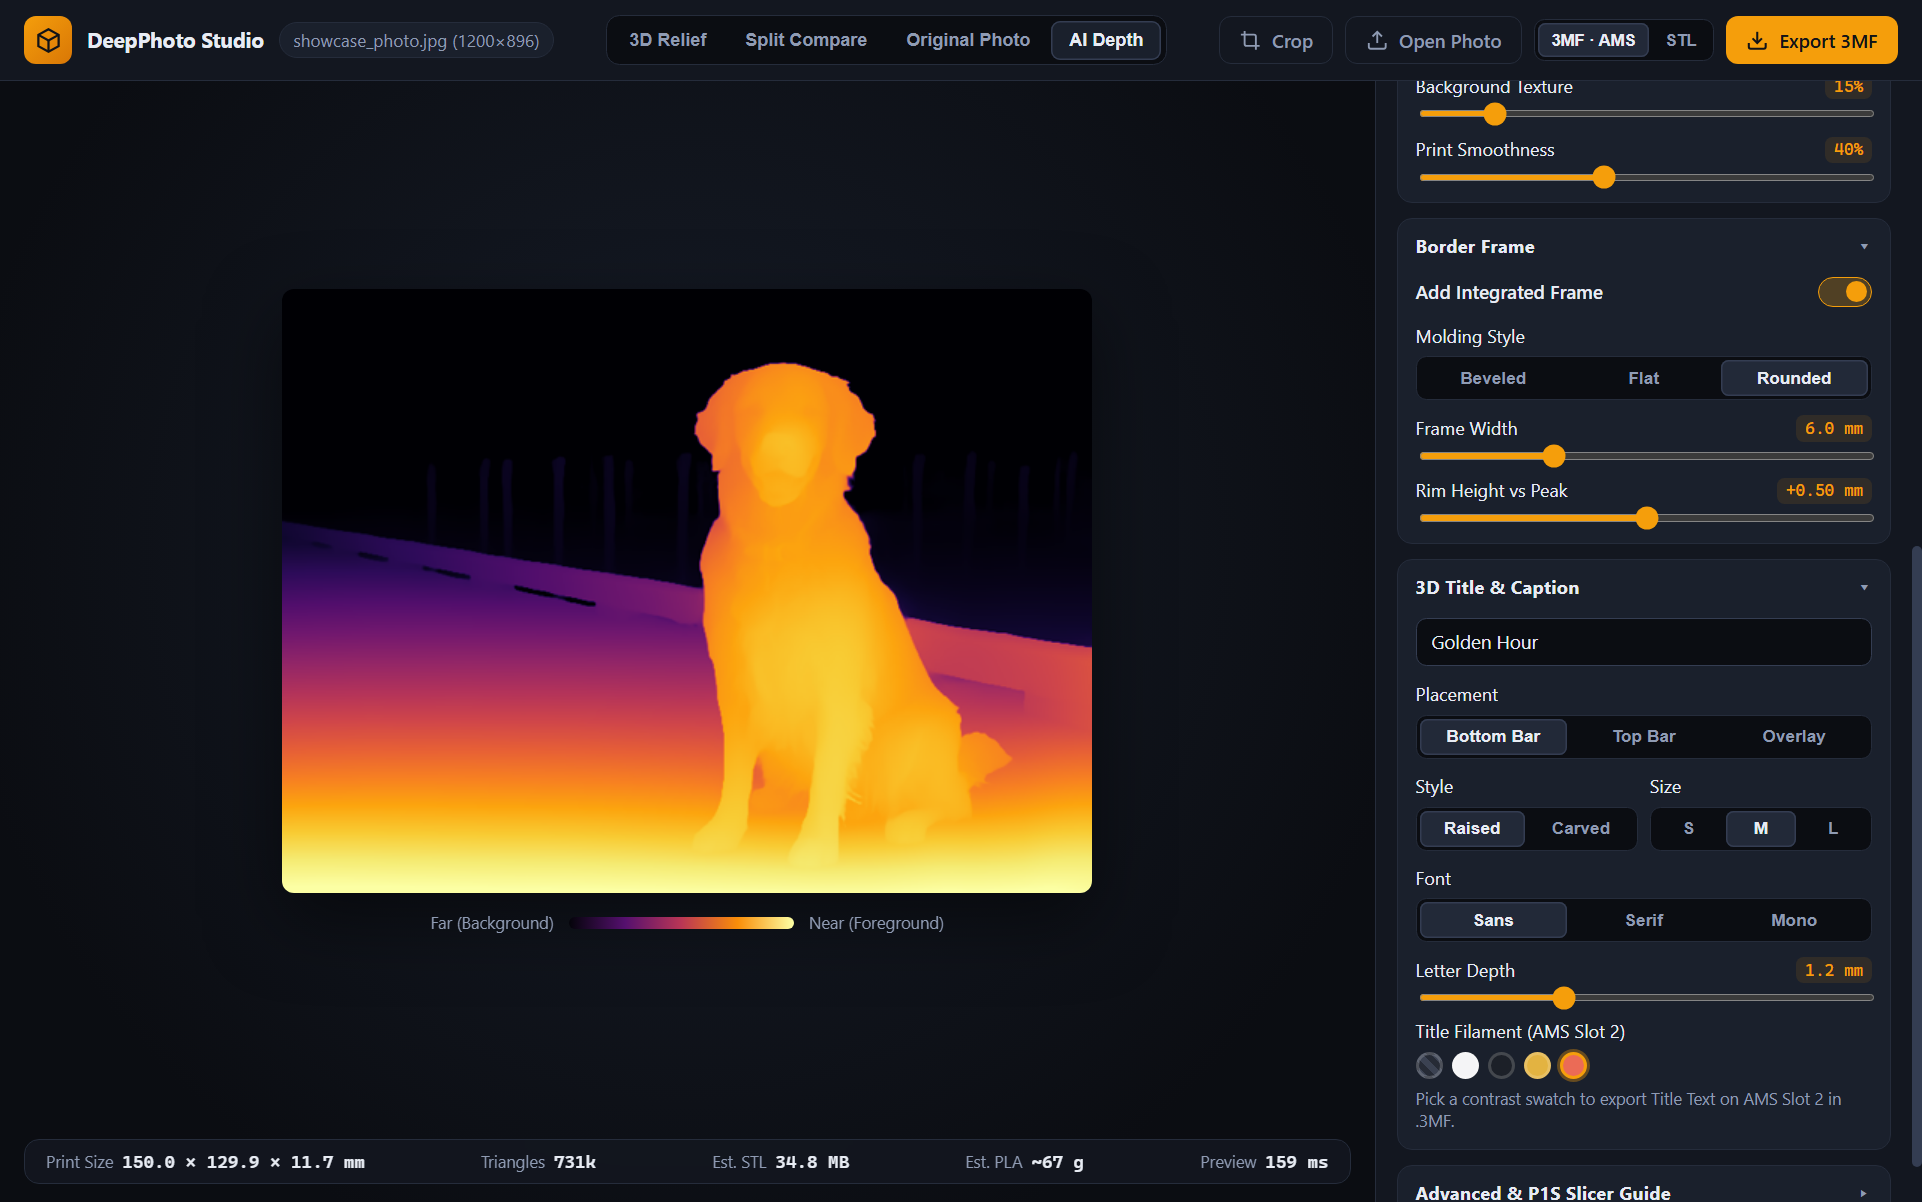 DeepPhoto Studio
showcase_photo.jpg (1200×896)
3D Relief
Split Compare
Original Photo
AI Depth
Crop
Open Photo
3MF · AMS
STL
Export 3MF
Background Texture
15%
Print Smoothness
40%
Border Frame
Add Integrated Frame
Molding Style
Beveled
Flat
Rounded
Frame Width
6.0 mm
Rim Height vs Peak
+0.50 mm
3D Title & Caption
Golden Hour
Placement
Bottom Bar
Top Bar
Overlay
Style
Size
Raised
Carved
S
M
L
Font
Sans
Serif
Mono
Letter Depth
1.2 mm
Title Filament (AMS Slot 2)
Pick a contrast swatch to export Title Text on AMS Slot 2 in
.3MF.
Advanced & P1S Slicer Guide
Far (Background)
Near (Foreground)
Print Size 150.0 × 129.9 × 11.7 mm
Triangles 731k
Est. STL 34.8 MB
Est. PLA ~67 g
Preview 159 ms